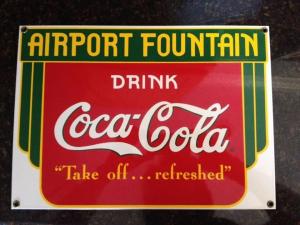 AIRPORT FOUNTAIN
DRINK
Coca-Cola
"Take off... refreshed"